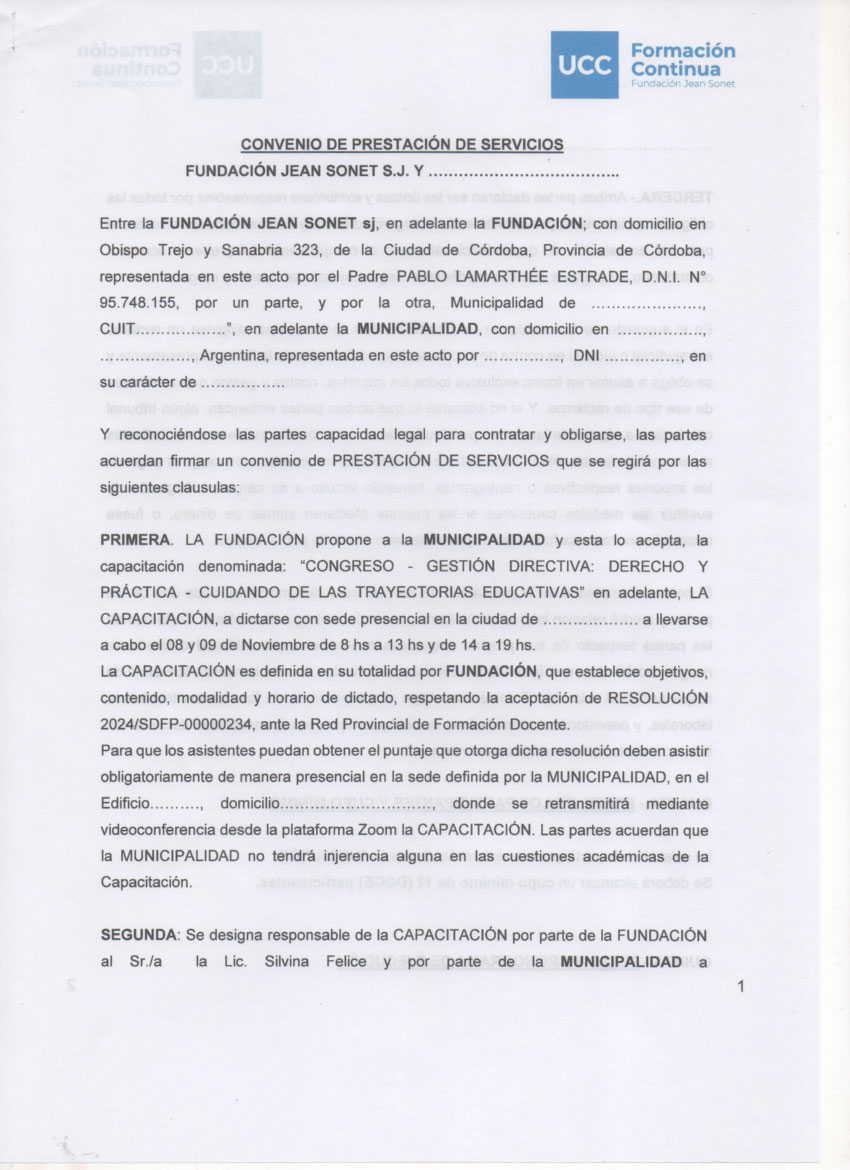 UCC
Formación
Continua
Fundación Jean Sonet
CONVENIO DE PRESTACIÓN DE SERVICIOS
FUNDACIÓN JEAN SONET S.J. Y ......................................
Entre la FUNDACIÓN JEAN SONET sj, en adelante la FUNDACIÓN; con domicilio en
Obispo Trejo y Sanabria 323, de la Ciudad de Córdoba, Provincia de Córdoba,
representada en este acto por el Padre PABLO LAMARTHÉE ESTRADE, D.N.I. N°
95.748.155, por un parte, y por la otra, Municipalidad de ......................,
CUIT..................”, en adelante la MUNICIPALIDAD, con domicilio en .................,
.................., Argentina, representada en este acto por ..............., DNI ..............., en
su carácter de ................
Y reconociéndose las partes capacidad legal para contratar y obligarse, las partes
acuerdan firmar un convenio de PRESTACIÓN DE SERVICIOS que se regirá por las
siguientes clausulas:
PRIMERA. LA FUNDACIÓN propone a la MUNICIPALIDAD y esta lo acepta, la
capacitación denominada: “CONGRESO - GESTIÓN DIRECTIVA: DERECHO Y
PRÁCTICA - CUIDANDO DE LAS TRAYECTORIAS EDUCATIVAS” en adelante, LA
CAPACITACIÓN, a dictarse con sede presencial en la ciudad de ................... a llevarse
a cabo el 08 y 09 de Noviembre de 8 hs a 13 hs y de 14 a 19 hs.
La CAPACITACIÓN es definida en su totalidad por FUNDACIÓN, que establece objetivos,
contenido, modalidad y horario de dictado, respetando la aceptación de RESOLUCIÓN
2024/SDFP-00000234, ante la Red Provincial de Formación Docente.
Para que los asistentes puedan obtener el puntaje que otorga dicha resolución deben asistir
obligatoriamente de manera presencial en la sede definida por la MUNICIPALIDAD, en el
Edificio.........., domicilio.............................., donde se retransmitirá mediante
videoconferencia desde la plataforma Zoom la CAPACITACIÓN. Las partes acuerdan que
la MUNICIPALIDAD no tendrá injerencia alguna en las cuestiones académicas de la
Capacitación.
SEGUNDA: Se designa responsable de la CAPACITACIÓN por parte de la FUNDACIÓN
al Sr./a la Lic. Silvina Felice y por parte de la MUNICIPALIDAD a
1